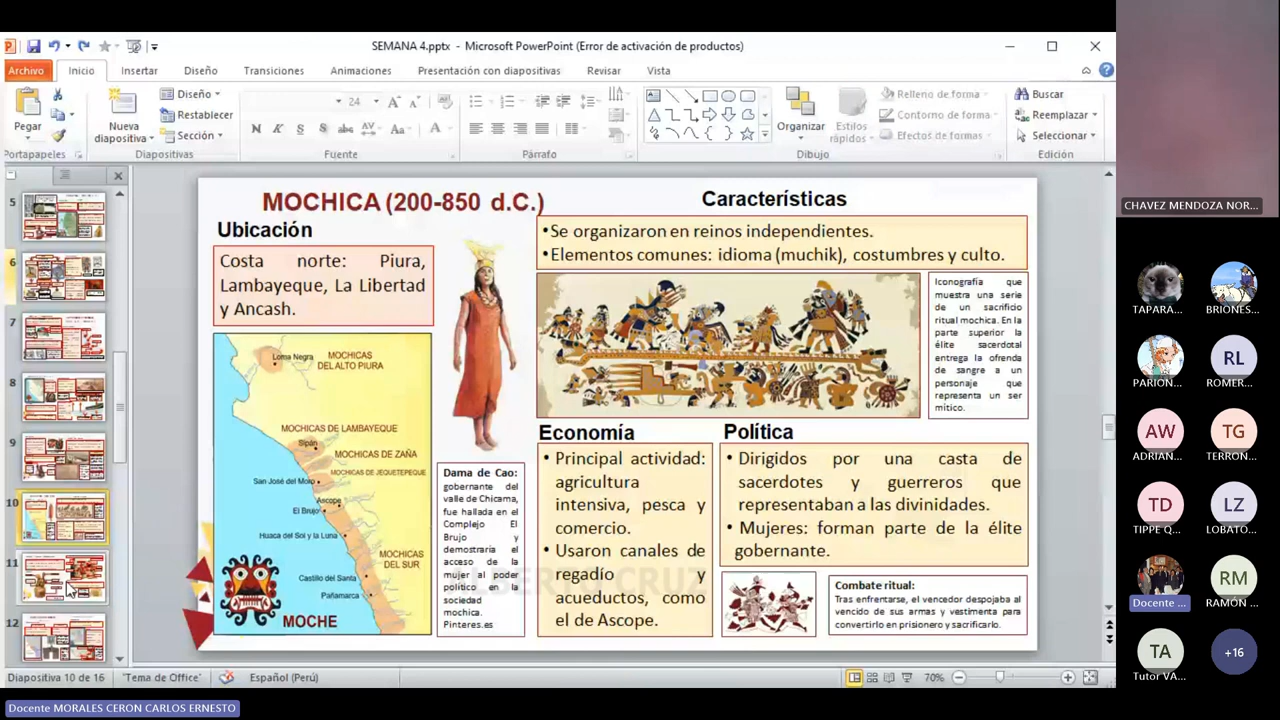 SEMANA 4.pptx - Microsoft PowerPoint (Error de activación de productos)
Archivo Inicio Insertar Diseño Transiciones Animaciones Presentación con diapositivas Revisar Vista
Pegar
Portapapeles
Nueva
diapositiva
Diseño
Restablecer
Sección
Diapositivas
24
N K S S abc AV Aa A
Fuente
Párrafo
Organizar
Estilos
rápidos
Relleno de forma
Contorno de forma
Efectos de formas
Dibujo
Buscar
Reemplazar
Seleccionar
Edición
5
6
7
8
9
10
11
12
MOCHICA (200-850 d.C.)
Ubicación
Costa norte: Piura,
Lambayeque, La Libertad
y Ancash.
Loma Negra
MOCHICAS
DEL ALTO PIURA
MOCHICAS DE LAMBAYEQUE
Sipán
MOCHICAS DE ZAÑA
MOCHICAS DE JEQUETEPEQUE
San José del Moro
Ascope
El Brujo
Huaca del Sol y la Luna
MOCHICAS
DEL SUR
Castillo del Santa
Pañamarca
MOCHE
Dama de Cao:
gobernante del
valle de Chicama,
fue hallada en el
Complejo El
Brujo y
demostraría el
acceso de la
mujer al poder
político en la
sociedad
mochica.
Pinteres.es
Características
•Se organizaron en reinos independientes.
•Elementos comunes: idioma (muchik), costumbres y culto.
Iconografía que
muestra una serie
de un sacrificio
ritual mochica. En la
parte superior la
élite sacerdotal
entrega la ofrenda
de sangre a un
personaje que
representa un ser
mítico.
Economía
• Principal actividad:
agricultura
intensiva, pesca y
comercio.
• Usaron canales de
regadío y
acueductos, como
el de Ascope.
Política
• Dirigidos por una casta de
sacerdotes y guerreros que
representaban a las divinidades.
• Mujeres: forman parte de la élite
gobernante.
Combate ritual:
Tras enfrentarse, el vencedor despojaba al
vencido de sus armas y vestimenta para
convertirlo en prisionero y sacrificarlo.
Diapositiva 10 de 16
'Tema de Office'
Español (Perú)
70%
Docente MORALES CERON CARLOS ERNESTO
CHAVEZ MENDOZA NOR...
TAPARA...
BRIONES...
PARION...
RL
ROMER...
AW
ADRIAN...
TG
TERRON...
TD
TIPPE Q...
LZ
LOBATO...
Docente ...
RM
RAMÓN ...
TA
Tutor VA...
+16